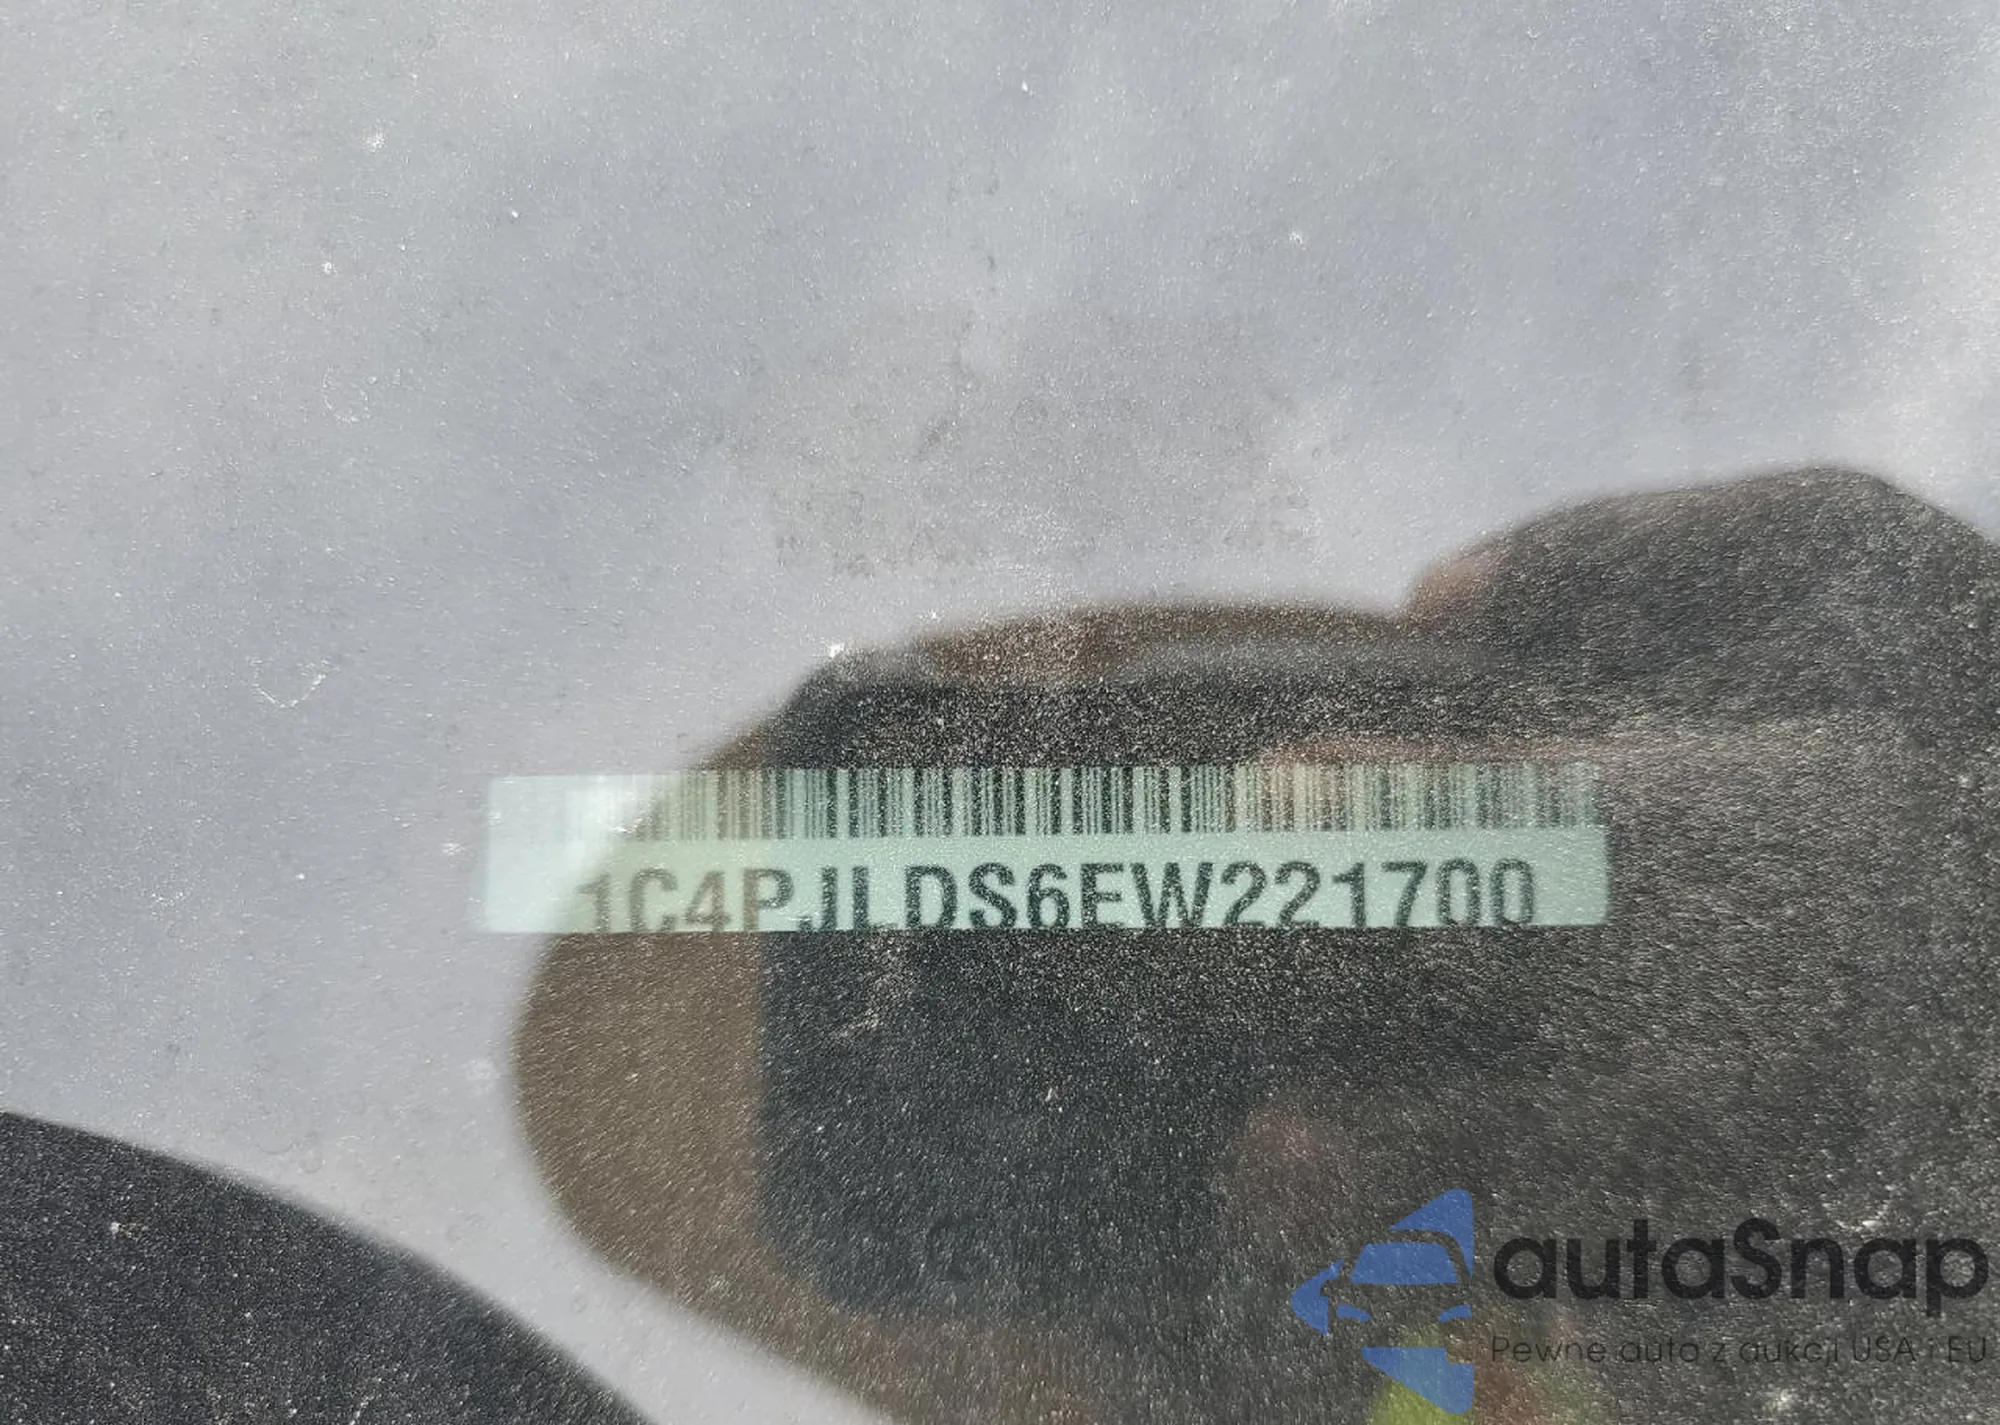 1C4PJLDS6EW221700
autaSnap
Pewne auto z aukcji USA i EU